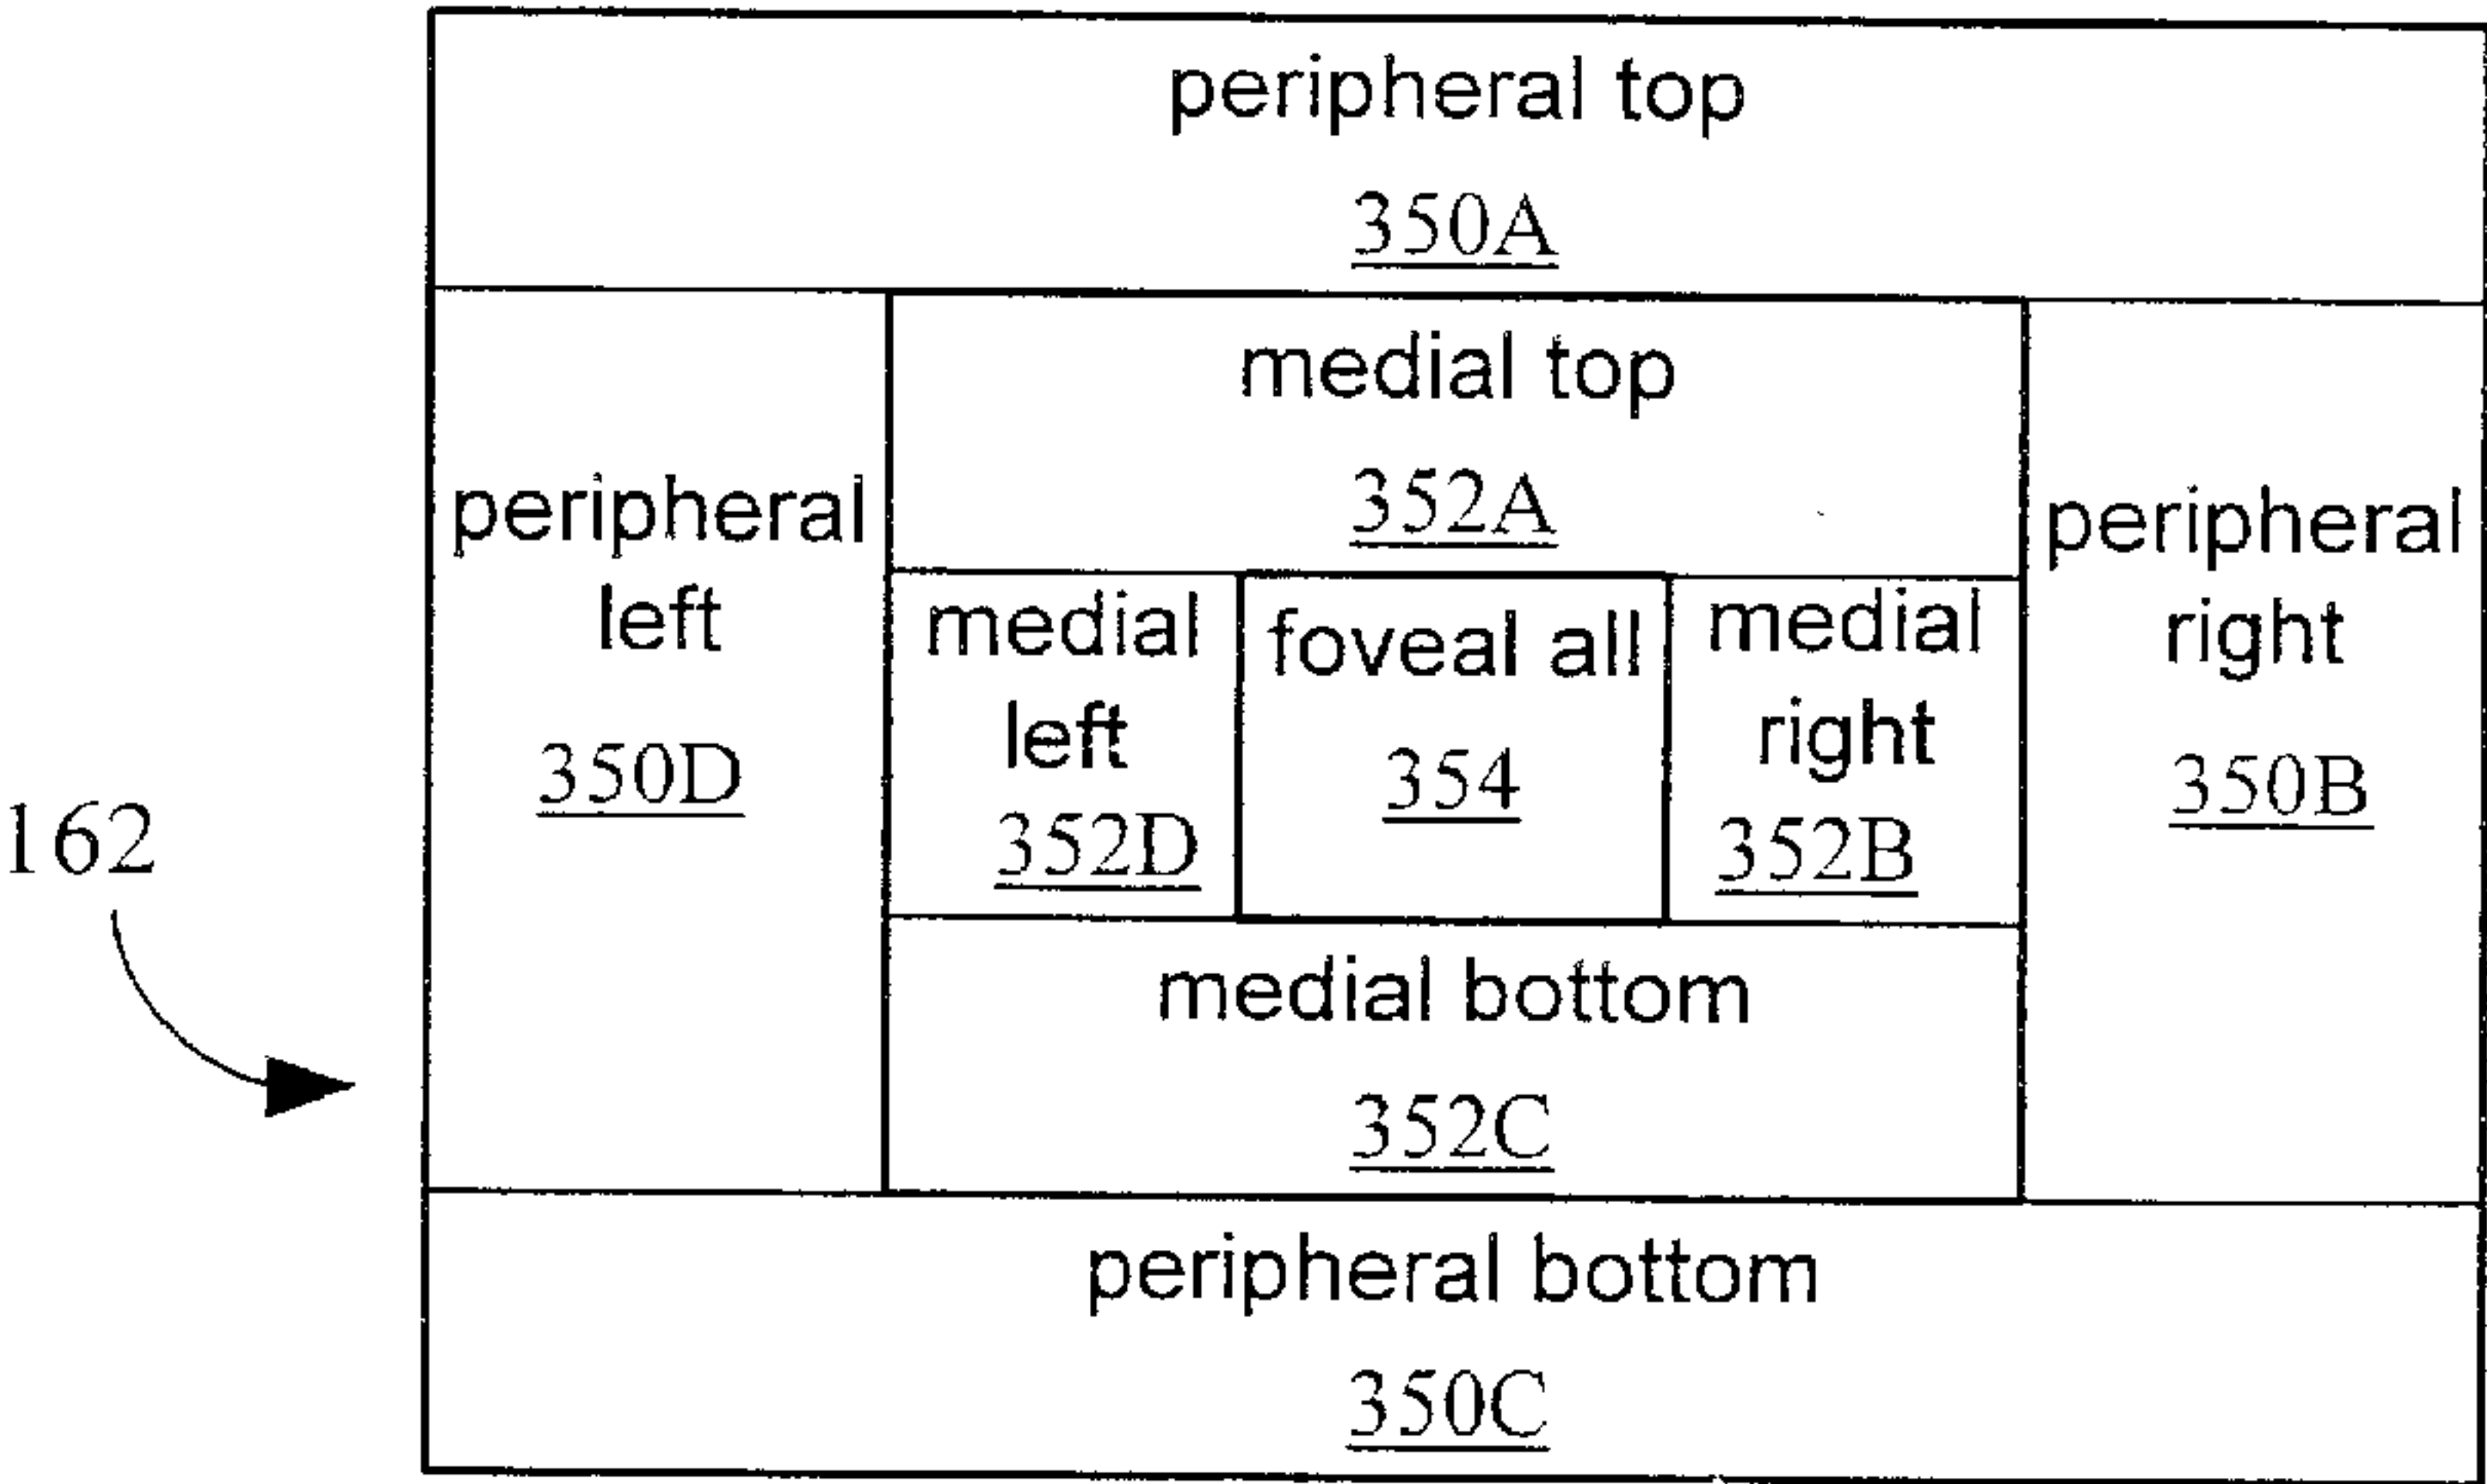 peripheral top
350A
medial top
352A
peripheral
left
350D
medial
left
352D
foveal all
354
medial
right
352B
peripheral
right
350B
162
medial bottom
352C
peripheral bottom
350C